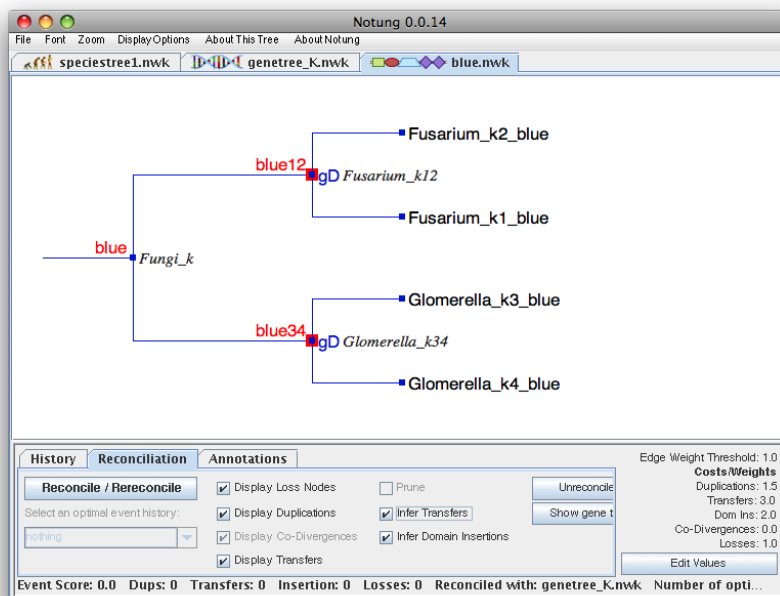 Notung 0.0.14
File Font Zoom Display Options About This Tree About Notung
speciestree1.nwk genetree_K.nwk blue.nwk
Fusarium_k2_blue
blue12
gD Fusarium_k12
Fusarium_k1_blue
blue
Fungi_k
Glomerella_k3_blue
blue34
gD Glomerella_k34
Glomerella_k4_blue
History Reconciliation Annotations
Edge Weight Threshold: 1.0
Costs/Weights
Duplications: 1.5
Transfers: 3.0
Dom Ins: 2.0
Co-Divergences: 0.0
Losses: 1.0
Edit Values
Reconcile / Rereconcile Display Loss Nodes Prune Unreconcile
Select an optimal event history: Display Duplications Infer Transfers Show gene t
nothing Display Co-Divergences Infer Domain Insertions
Display Transfers
Event Score: 0.0 Dups: 0 Transfers: 0 Insertion: 0 Losses: 0 Reconciled with: genetree_K.nwk Number of opti...